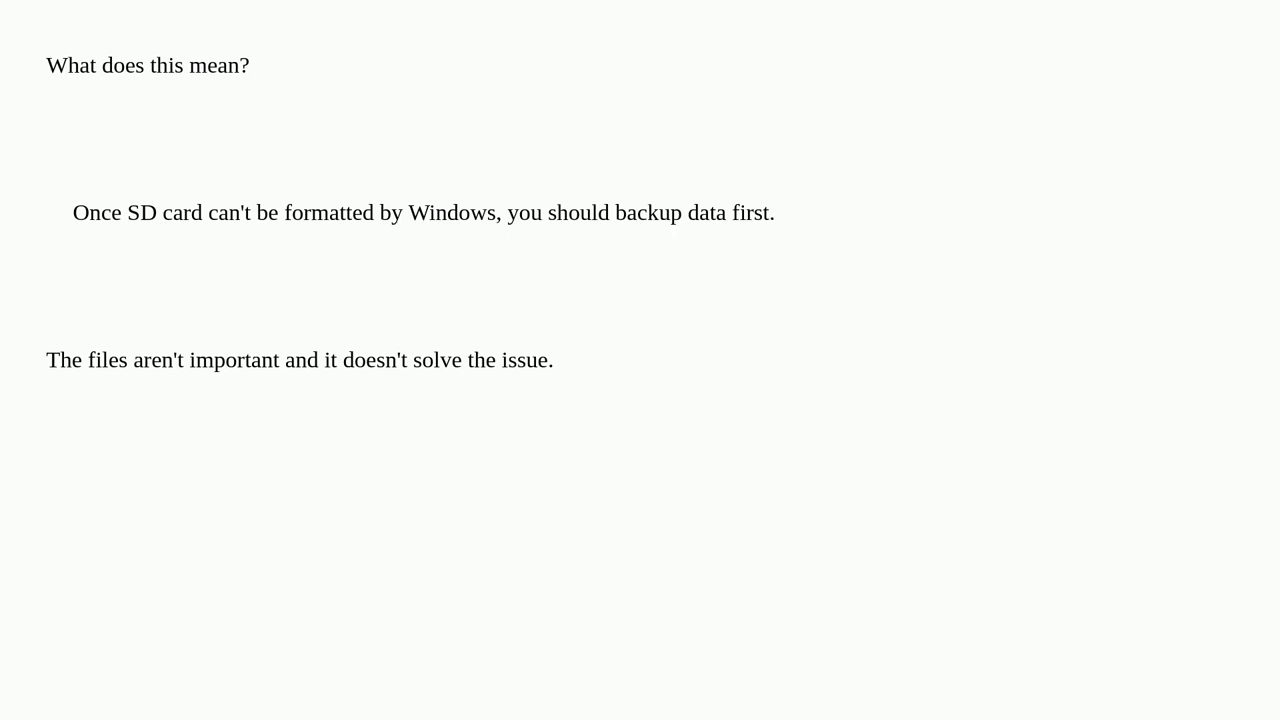 What does this mean?
Once SD card can't be formatted by Windows, you should backup data first.
The files aren't important and it doesn't solve the issue.